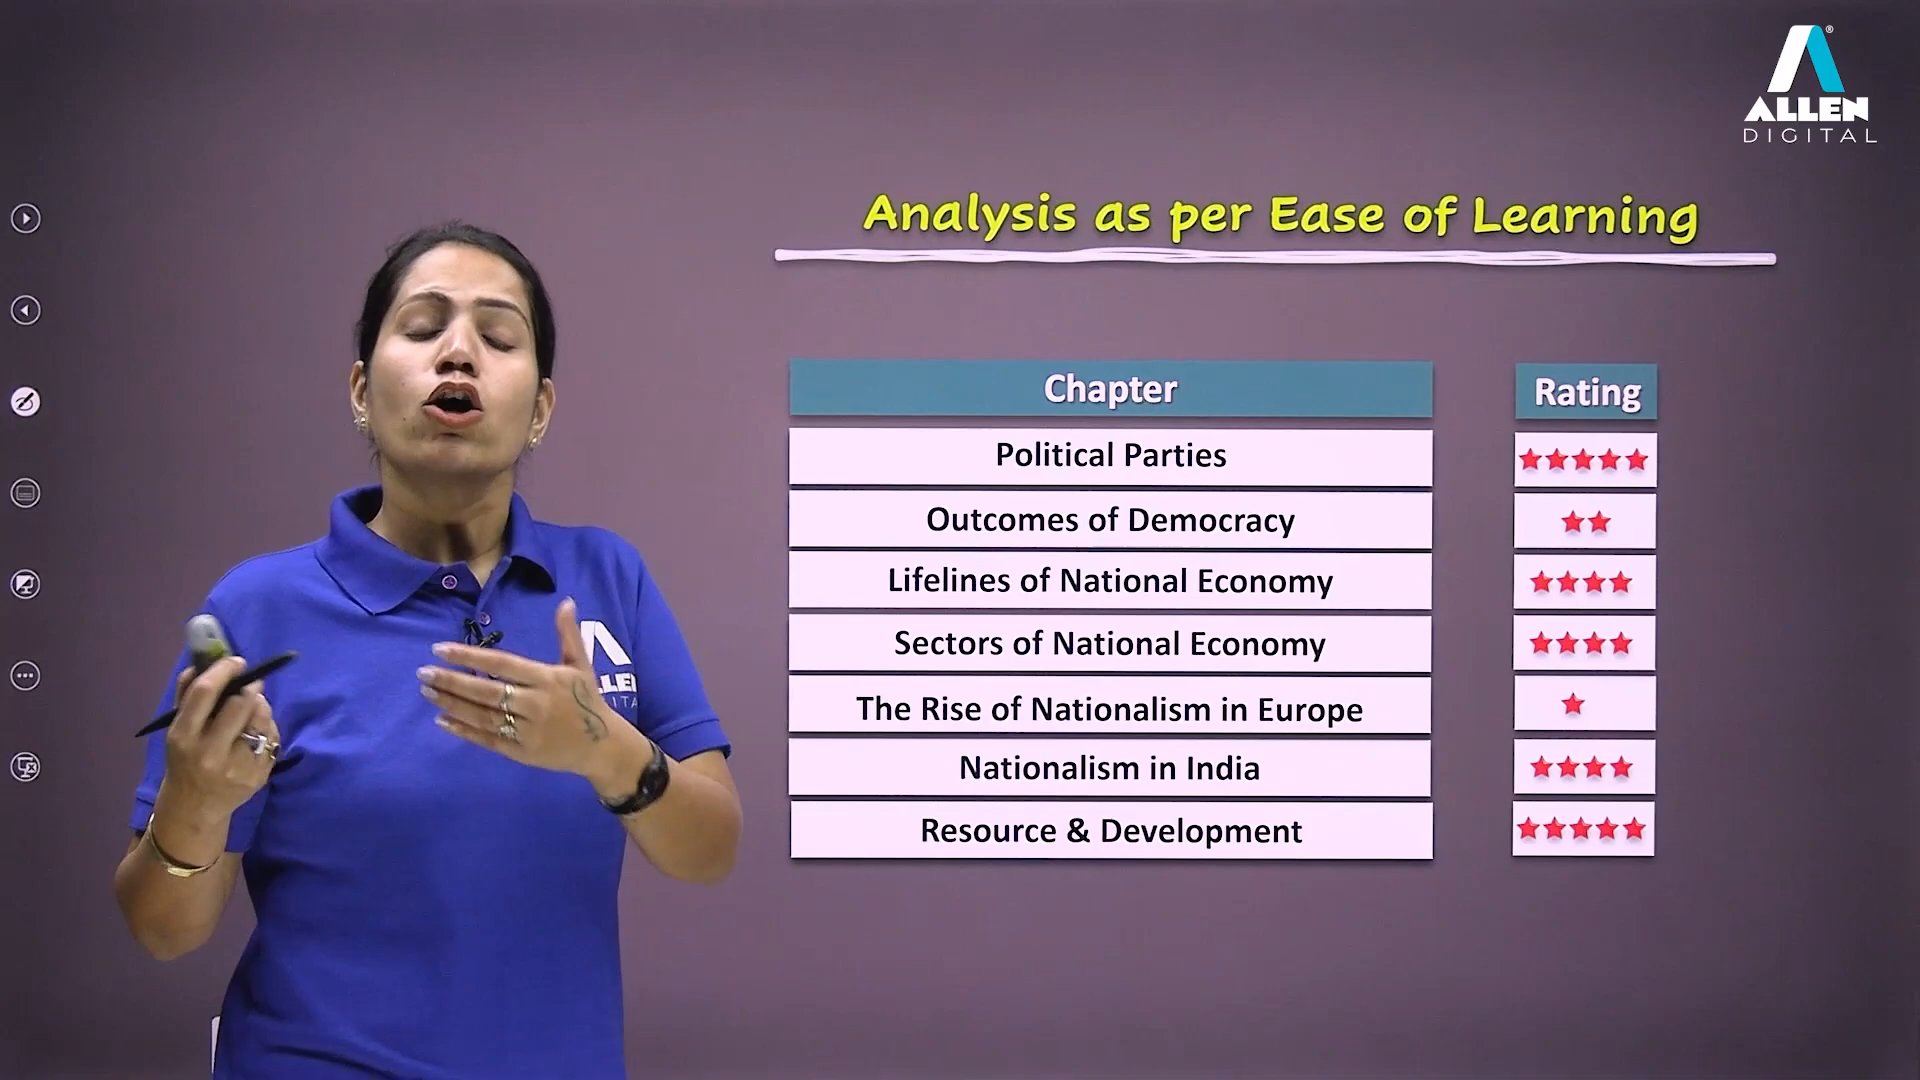 ALLEN
DIGITAL
Analysis as per Ease of Learning
Chapter
Rating
Political Parties
Outcomes of Democracy
Lifelines of National Economy
Sectors of National Economy
The Rise of Nationalism in Europe
Nationalism in India
Resource & Development